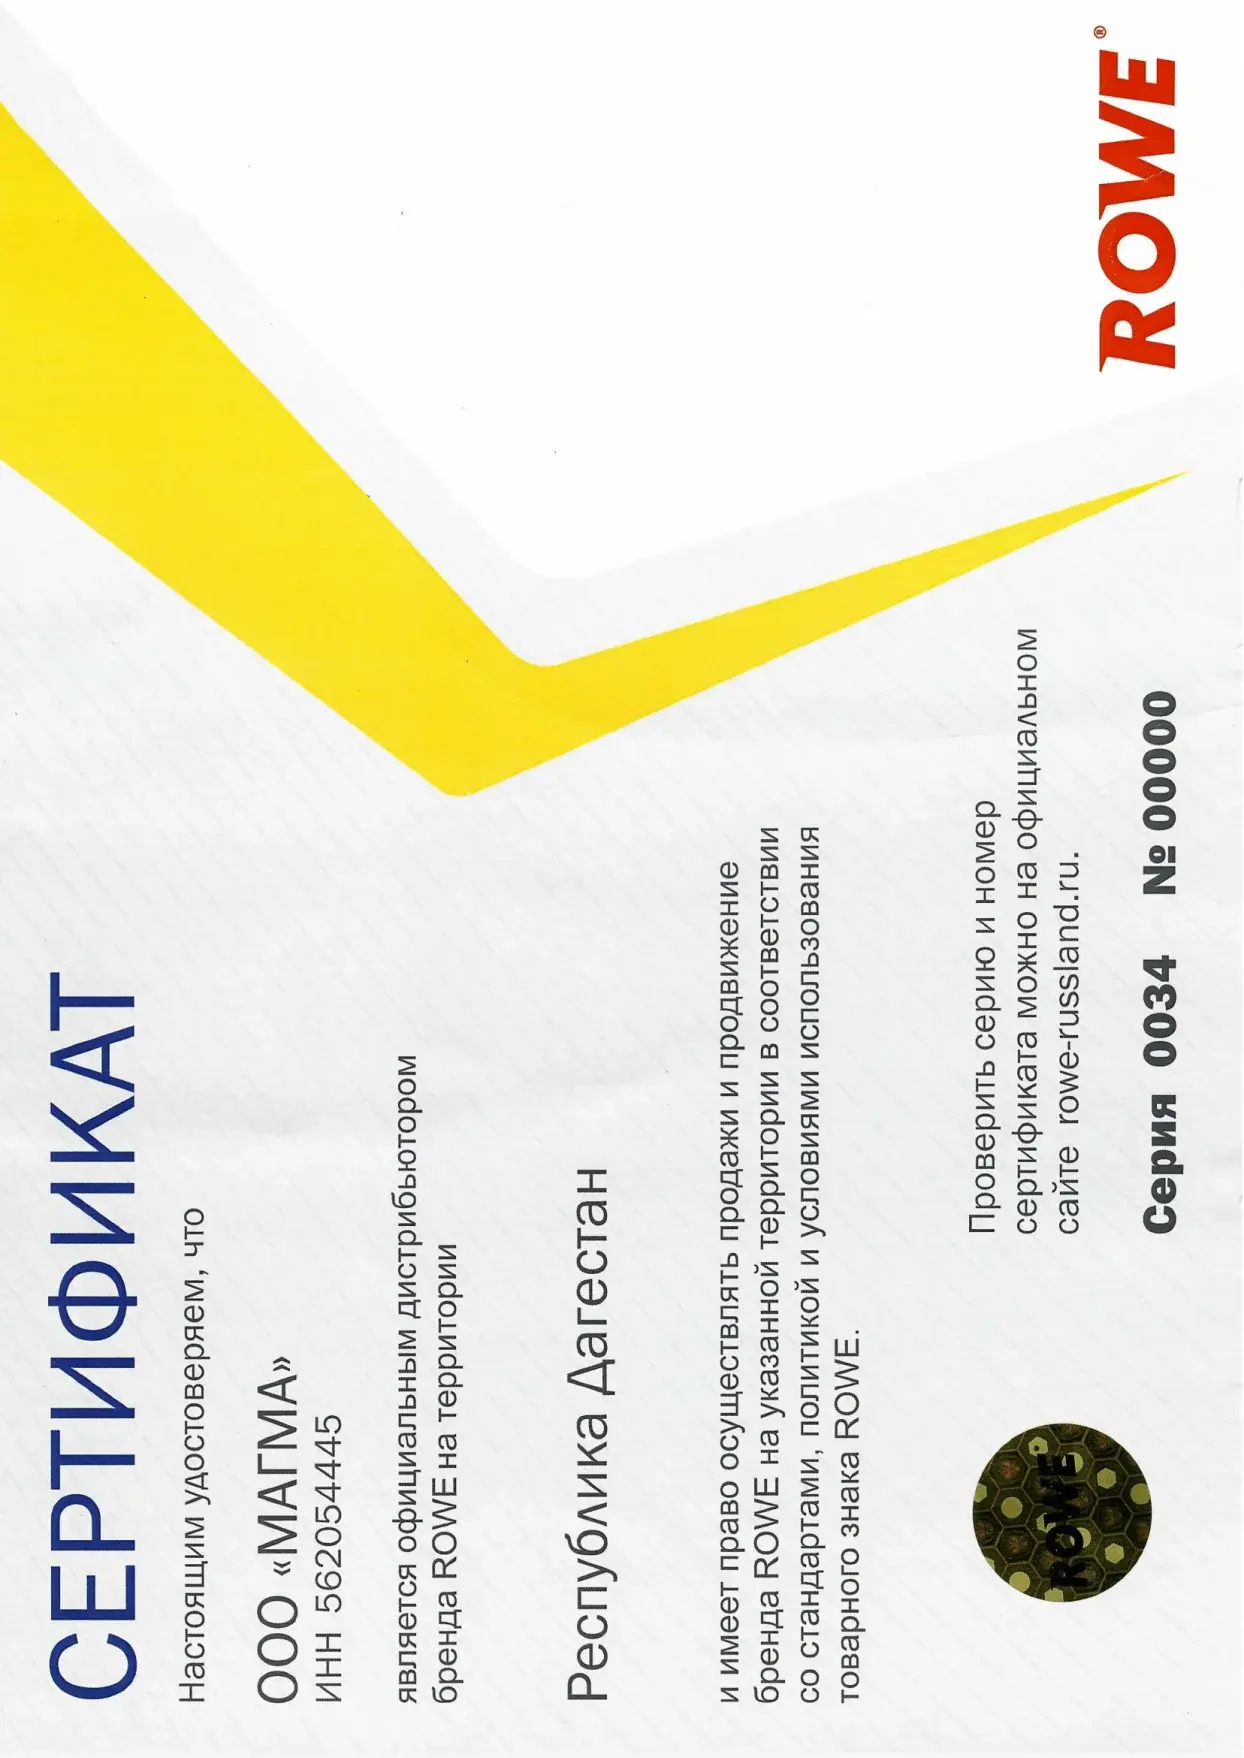 СЕРТИФИКАТ
Настоящим удостоверяем, что
ООО «МАГМА»
ИНН 5620544445
является официальным дистрибьютором
бренда ROWE на территории
Республика Дагестан
и имеет право осуществлять продажи и продвижение
бренда ROWE на указанной территории в соответствии
со стандартами, политикой и условиями использования
товарного знака ROWE.
ROWE
Проверить серию и номер
сертификата можно на официальном
сайте rowe-russland.ru.
Серия 0034 № 00000
ROWE®